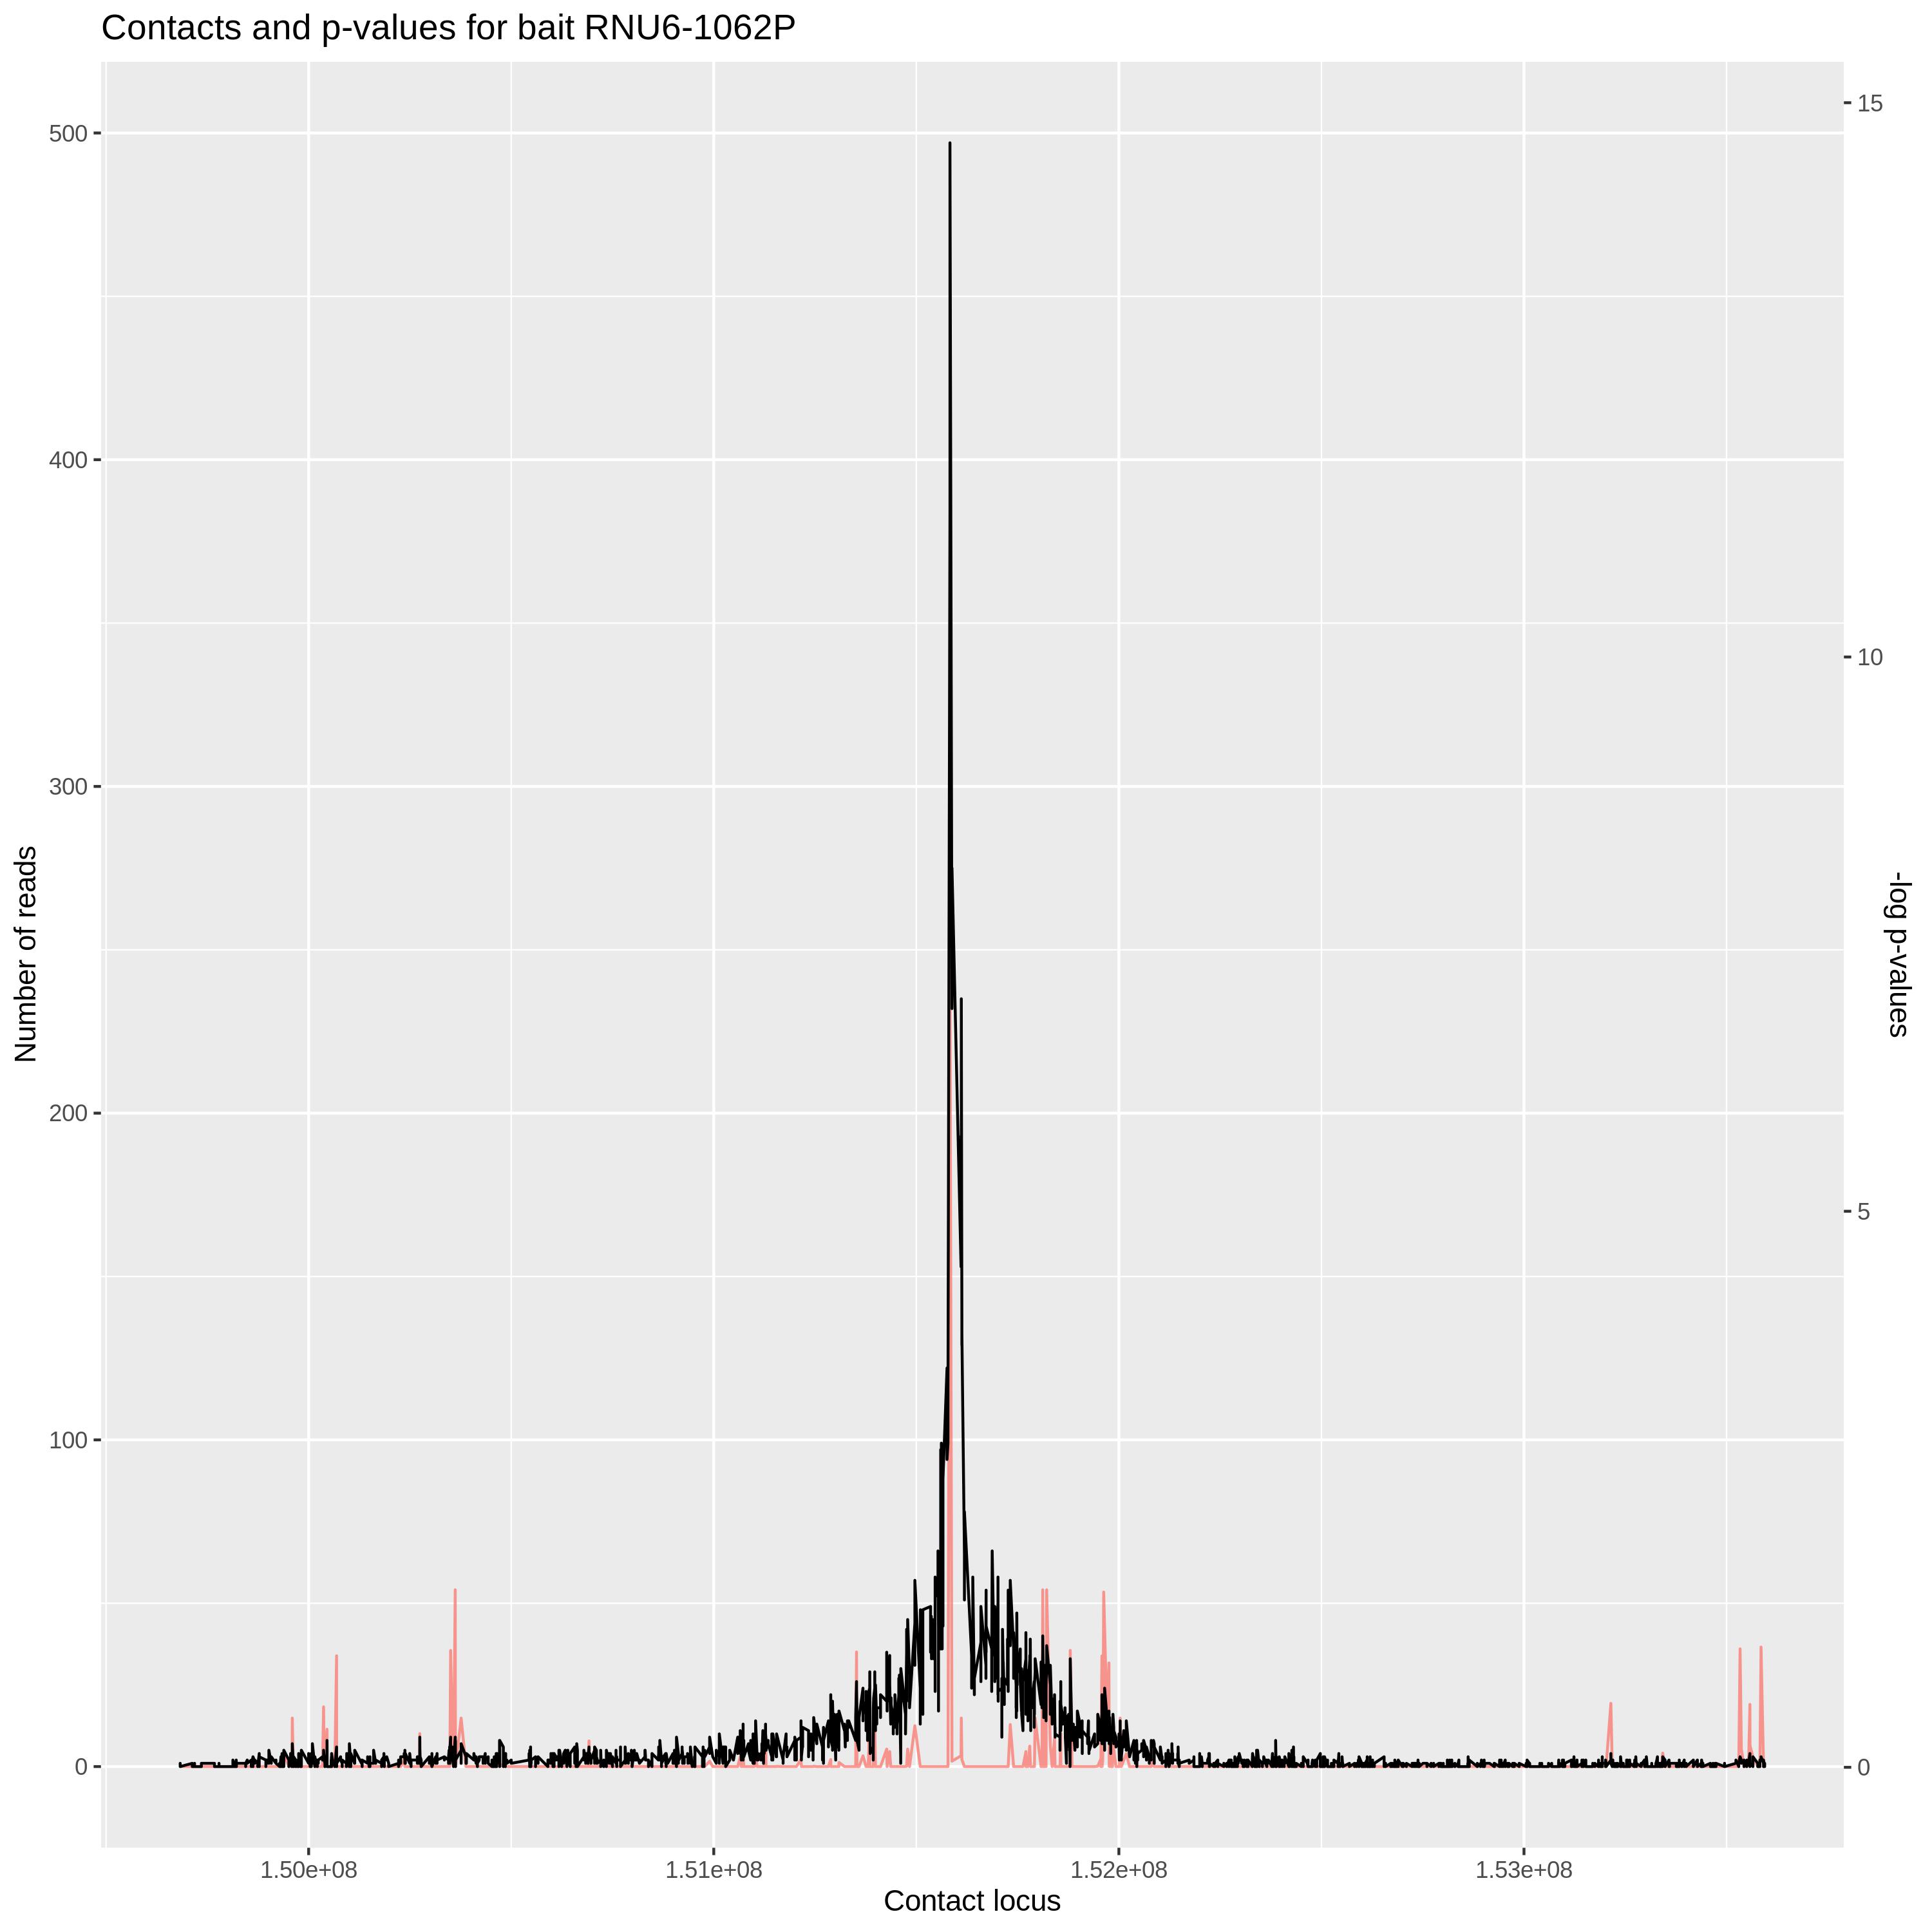 Contacts and p-values for bait RNU6-1062P
500
400
300
200
100
0
Number of reads
15
10
5
0
-log p-values
1.50e+08
1.51e+08
1.52e+08
1.53e+08
Contact locus